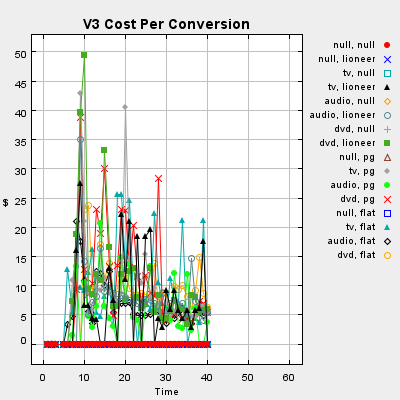 V3 Cost Per Conversion
50
45
40
35
30
25
20
15
10
5
0
$
0
10
20
30
40
50
60
Time
null, null
null, lioneer
tv, null
tv, lioneer
audio, null
audio, lioneer
dvd, null
dvd, lioneer
null, pg
tv, pg
audio, pg
dvd, pg
null, flat
tv, flat
audio, flat
dvd, flat